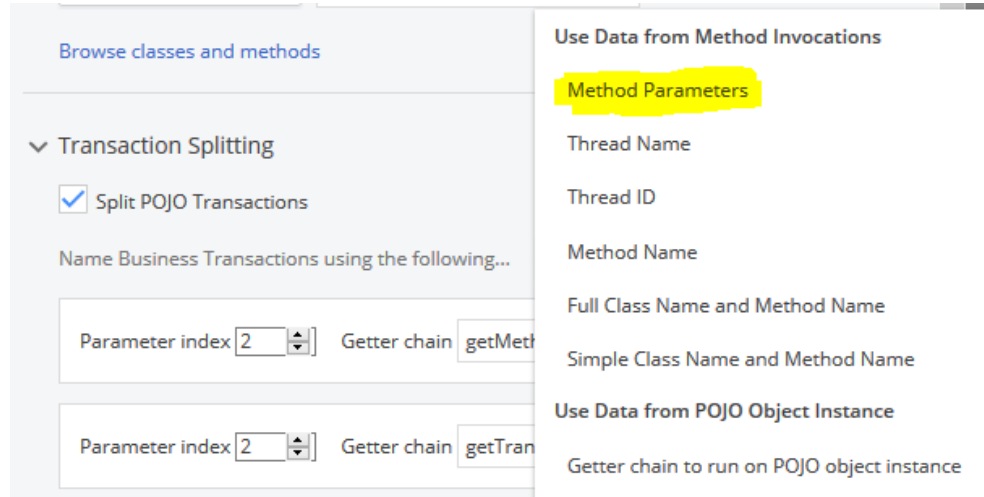 Browse classes and methods
Transaction Splitting
Split POJO Transactions
Name Business Transactions using the following...
Parameter index 2 Getter chain getMeth
Parameter index 2 Getter chain getTran
Use Data from Method Invocations
Method Parameters
Thread Name
Thread ID
Method Name
Full Class Name and Method Name
Simple Class Name and Method Name
Use Data from POJO Object Instance
Getter chain to run on POJO object instance